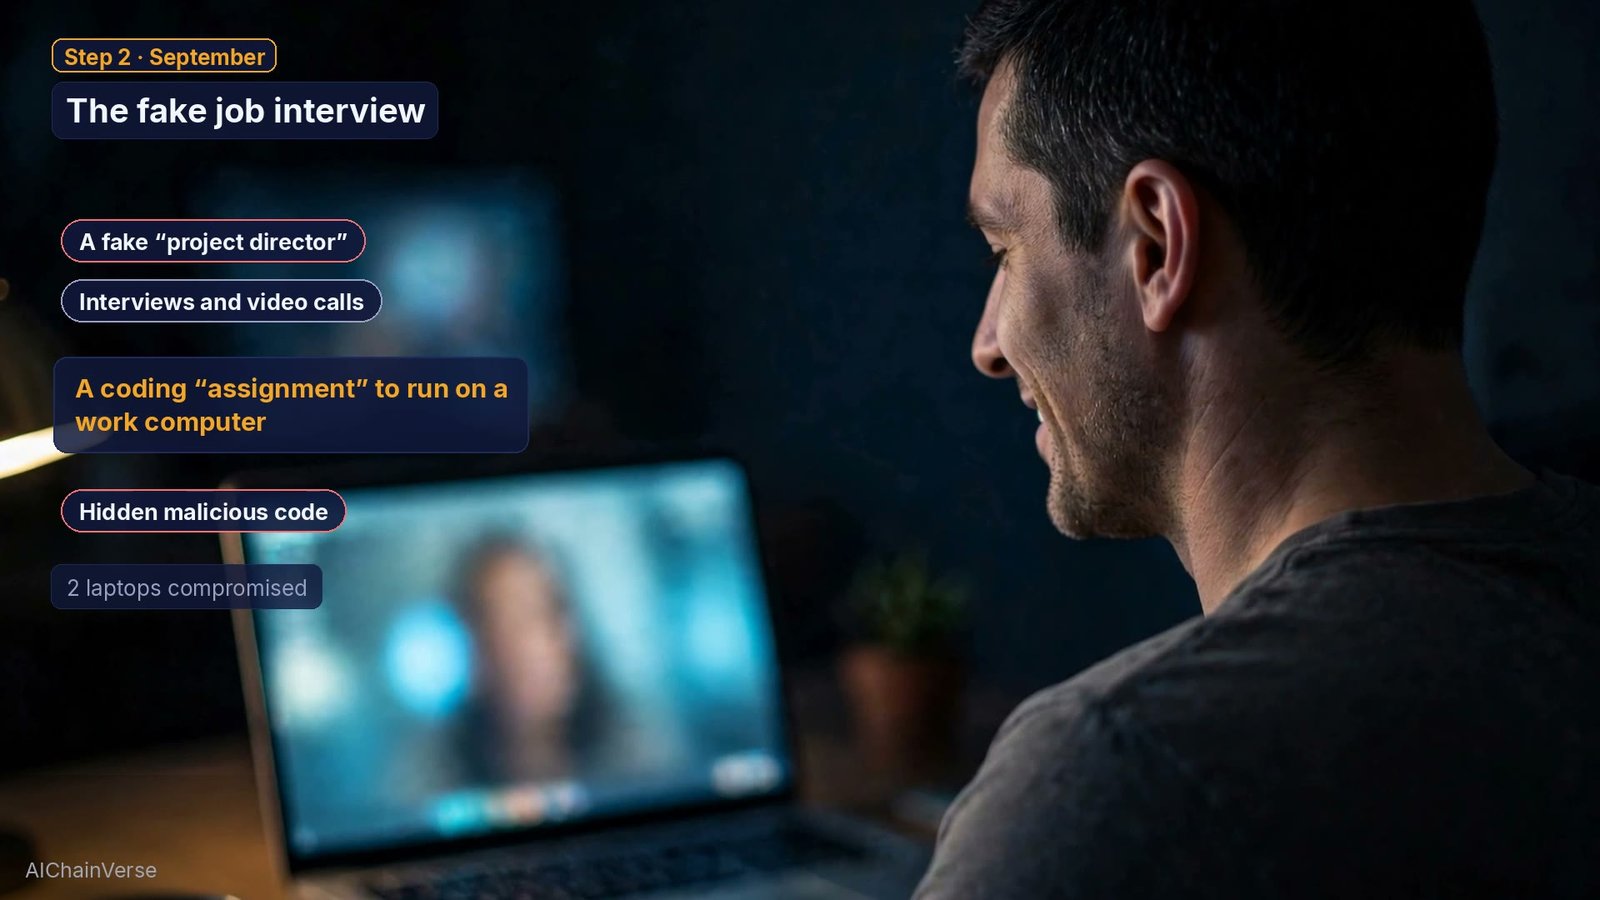 Step 2 · September
The fake job interview
A fake “project director”
Interviews and video calls
A coding “assignment” to run on a
work computer
Hidden malicious code
2 laptops compromised
AIChainVerse